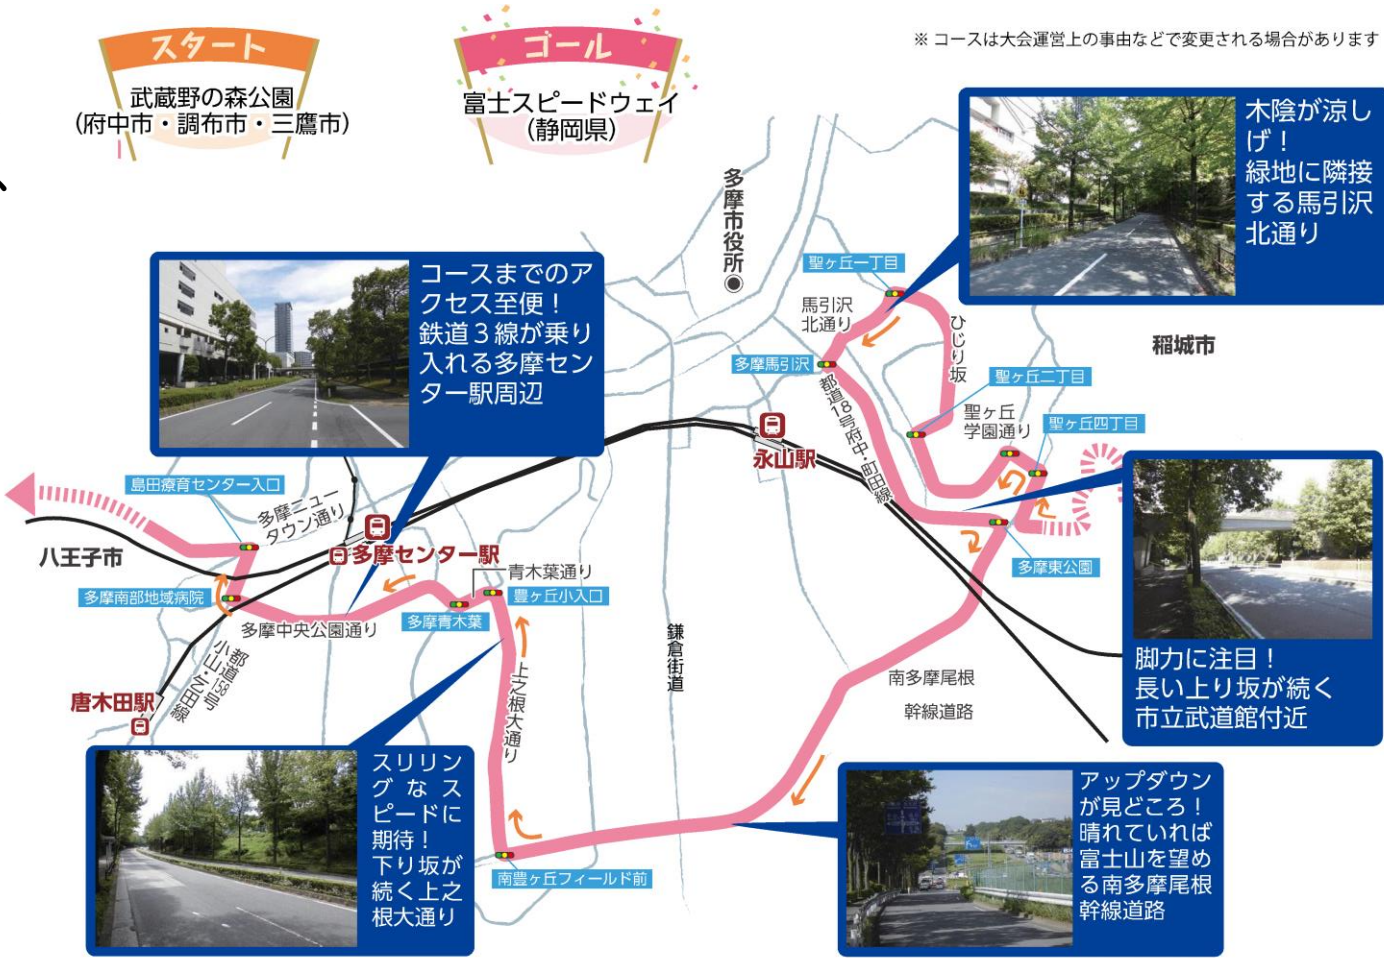 スタート
武蔵野の森公園
(府中市・調布市・三鷹市)
ゴール
富士スピードウェイ
(静岡県)
※ コースは大会運営上の事由などで変更される場合があります
木陰が涼し
げ！
緑地に隣接
する馬引沢
北通り
多摩市役所
聖ヶ丘一丁目
馬引沢
北通り
ひじり坂
稲城市
コースまでのア
クセス至便！
鉄道３線が乗り
入れる多摩セン
ター駅周辺
多摩馬引沢
都道18号府中・町田線
聖ヶ丘二丁目
聖ヶ丘
学園通り
聖ヶ丘四丁目
永山駅
島田療育センター入口
多摩ニュー
タウン通り
八王子市
多摩センター駅
青木葉通り
豊ヶ丘小入口
多摩東公園
多摩南部地域病院
多摩中央公園通り
多摩青木葉
鎌倉街道
都道158号
小山・乞田線
唐木田駅
上之根大通り
南多摩尾根
幹線道路
脚力に注目！
長い上り坂が続く
市立武道館付近
スリリン
グなス
ピードに
期待！
下り坂が
続く上之
根大通り
南豊ヶ丘フィールド前
アップダウン
が見どころ！
晴れていれば
富士山を望め
る南多摩尾根
幹線道路